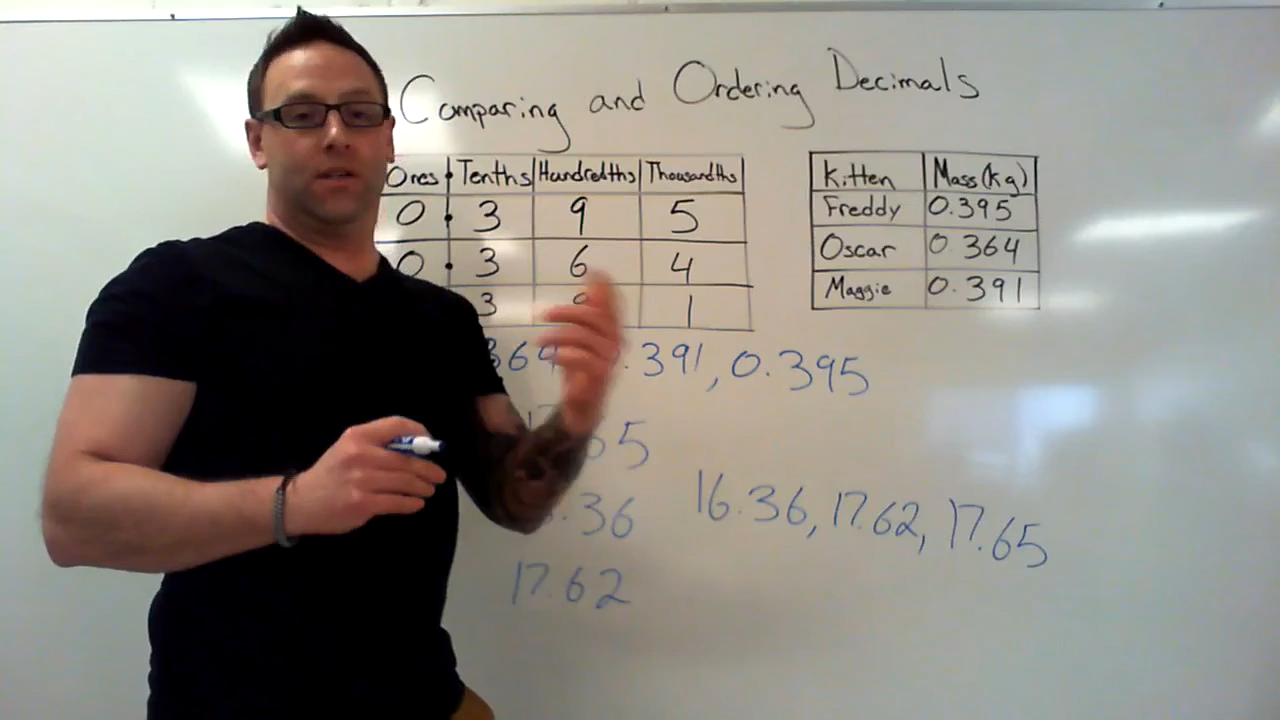 Comparing and Ordering Decimals
Ones . Tenths Hundredths Thousandths
0 . 3 9 5
0 . 3 6 4
3 9 1
Kitten Mass (kg)
Freddy 0.395
Oscar 0.364
Maggie 0.391
364 .391, 0.395
65
.36
17.62
16.36, 17.62, 17.65